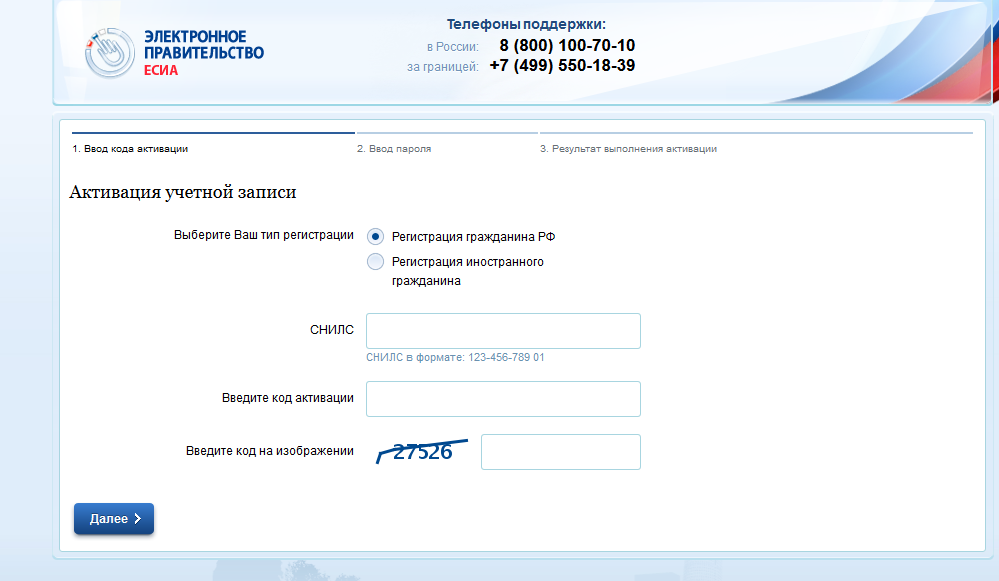 ЭЛЕКТРОННОЕ
ПРАВИТЕЛЬСТВО
ЕСИА
Телефоны поддержки:
в России: 8 (800) 100-70-10
за границей: +7 (499) 550-18-39
1. Ввод кода активации 2. Ввод пароля 3. Результат выполнения активации
Активация учетной записи
Выберите Ваш тип регистрации Регистрация гражданина РФ
Регистрация иностранного
гражданина
СНИЛС
СНИЛС в формате: 123-456-789 01
Введите код активации
Введите код на изображении 27526
Далее